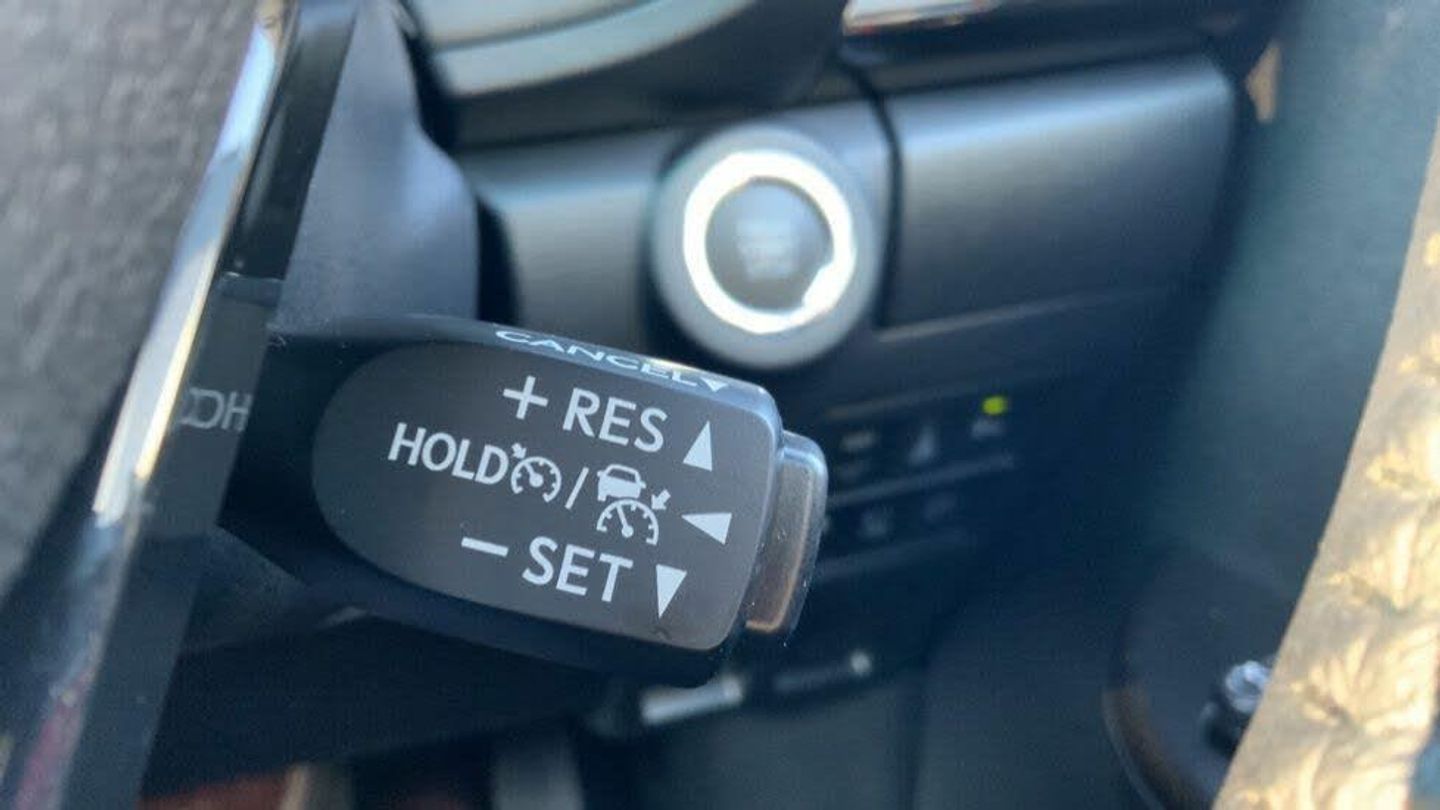 CANCEL
+ RES
HOLD /
− SET